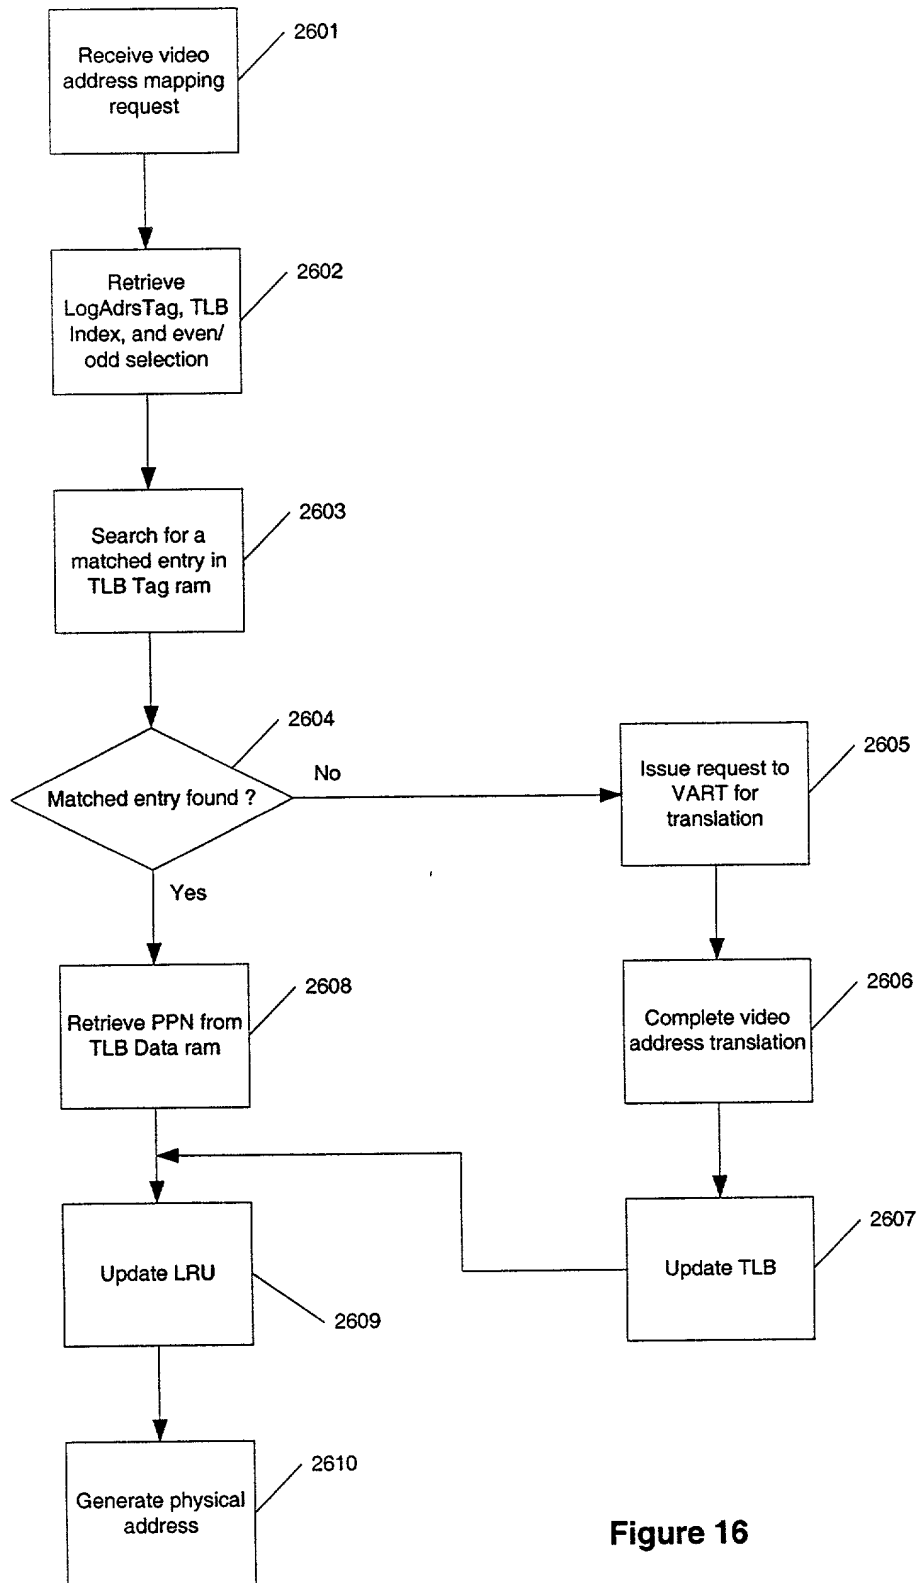 Receive video
address mapping
request
2601
Retrieve
LogAdrsTag, TLB
Index, and even/
odd selection
2602
Search for a
matched entry in
TLB Tag ram
2603
Matched entry found ?
2604
No
Yes
Issue request to
VART for
translation
2605
Complete video
address translation
2606
Update TLB
2607
Retrieve PPN from
TLB Data ram
2608
Update LRU
2609
Generate physical
address
2610
Figure 16